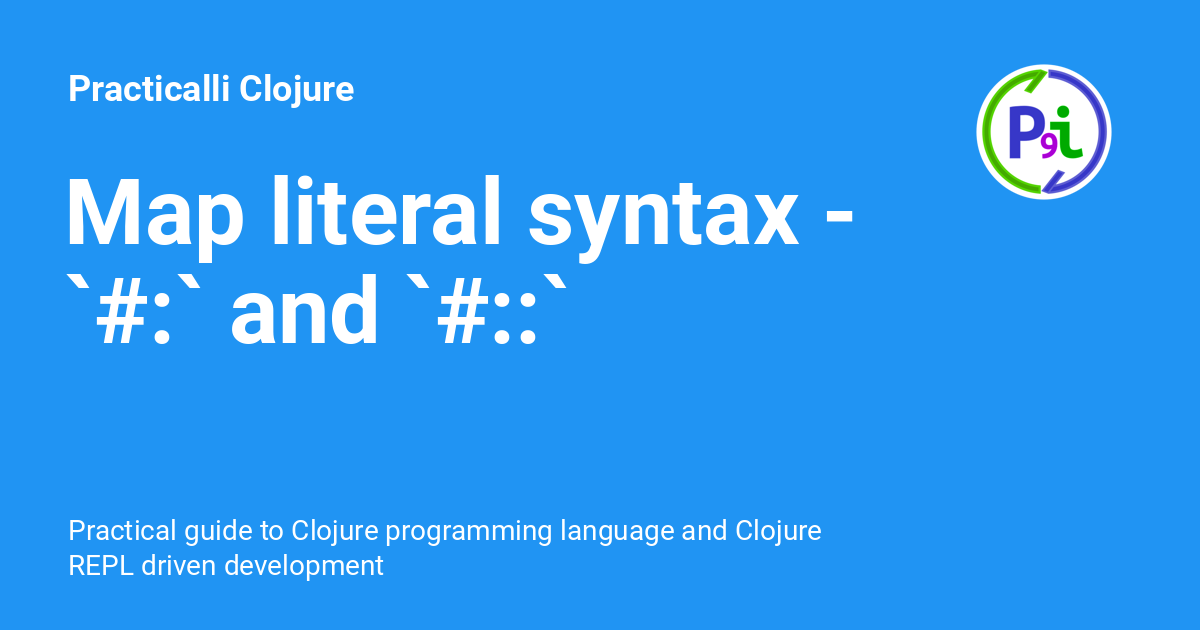 Practicalli Clojure
P9i
Map literal syntax -
`#:` and `#::`
Practical guide to Clojure programming language and Clojure
REPL driven development